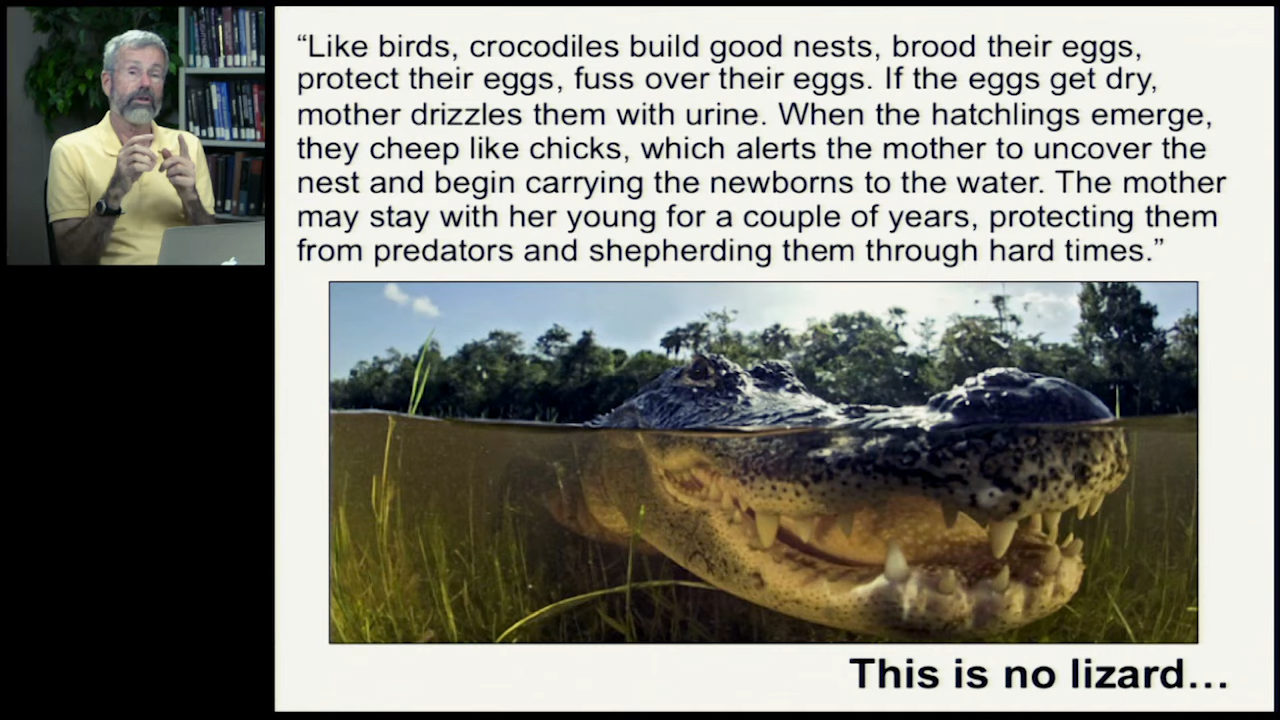 “Like birds, crocodiles build good nests, brood their eggs,
protect their eggs, fuss over their eggs. If the eggs get dry,
mother drizzles them with urine. When the hatchlings emerge,
they cheep like chicks, which alerts the mother to uncover the
nest and begin carrying the newborns to the water. The mother
may stay with her young for a couple of years, protecting them
from predators and shepherding them through hard times.”
This is no lizard…